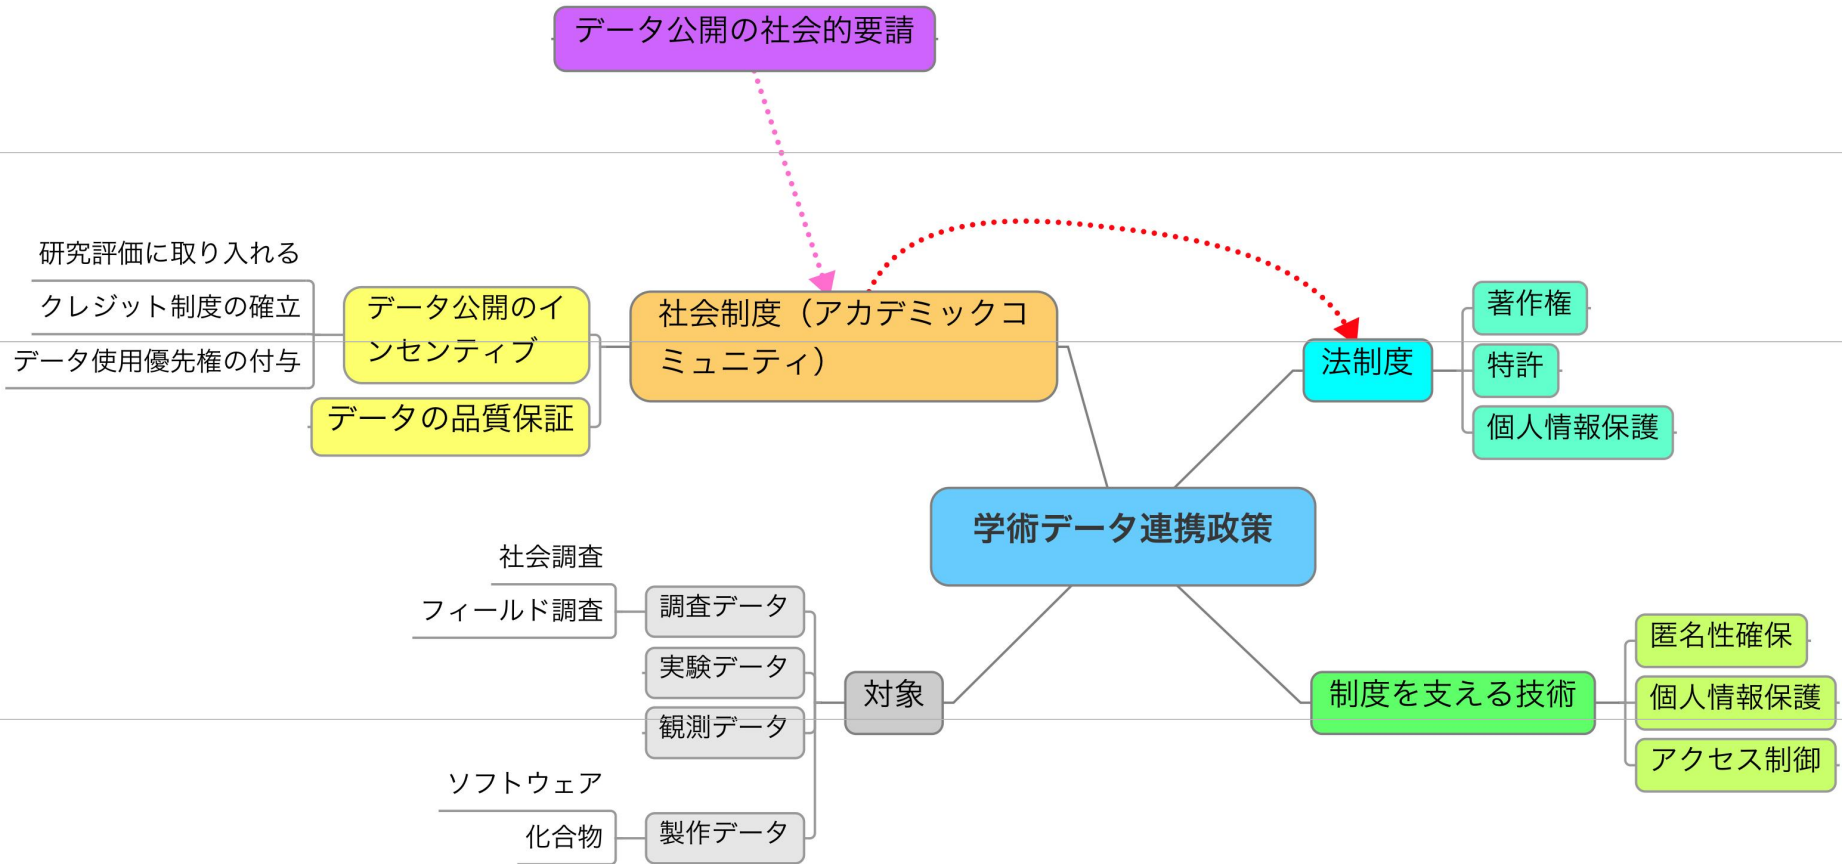 データ公開の社会的要請
研究評価に取り入れる
クレジット制度の確立
データ使用優先権の付与
データ公開のイ
ンセンティブ
データの品質保証
社会制度（アカデミックコ
ミュニティ）
法制度
著作権
特許
個人情報保護
学術データ連携政策
社会調査
フィールド調査
調査データ
実験データ
観測データ
ソフトウェア
化合物
製作データ
対象
制度を支える技術
匿名性確保
個人情報保護
アクセス制御